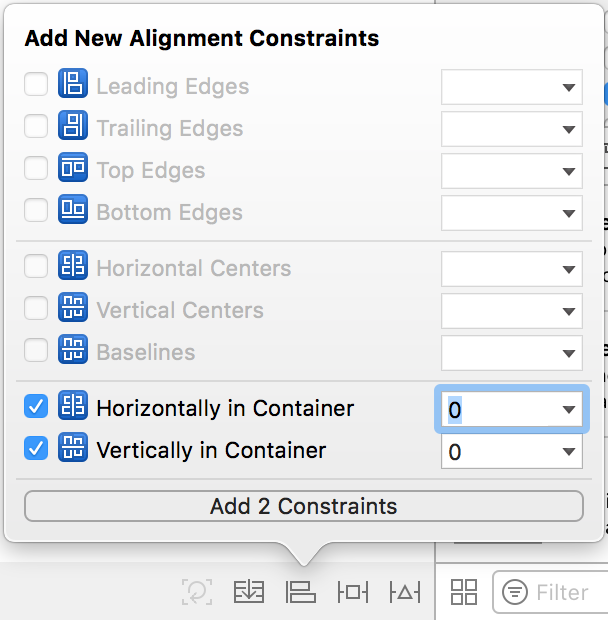 Add New Alignment Constraints
Leading Edges
Trailing Edges
Top Edges
Bottom Edges
Horizontal Centers
Vertical Centers
Baselines
Horizontally in Container 0
Vertically in Container 0
Add 2 Constraints
Filter